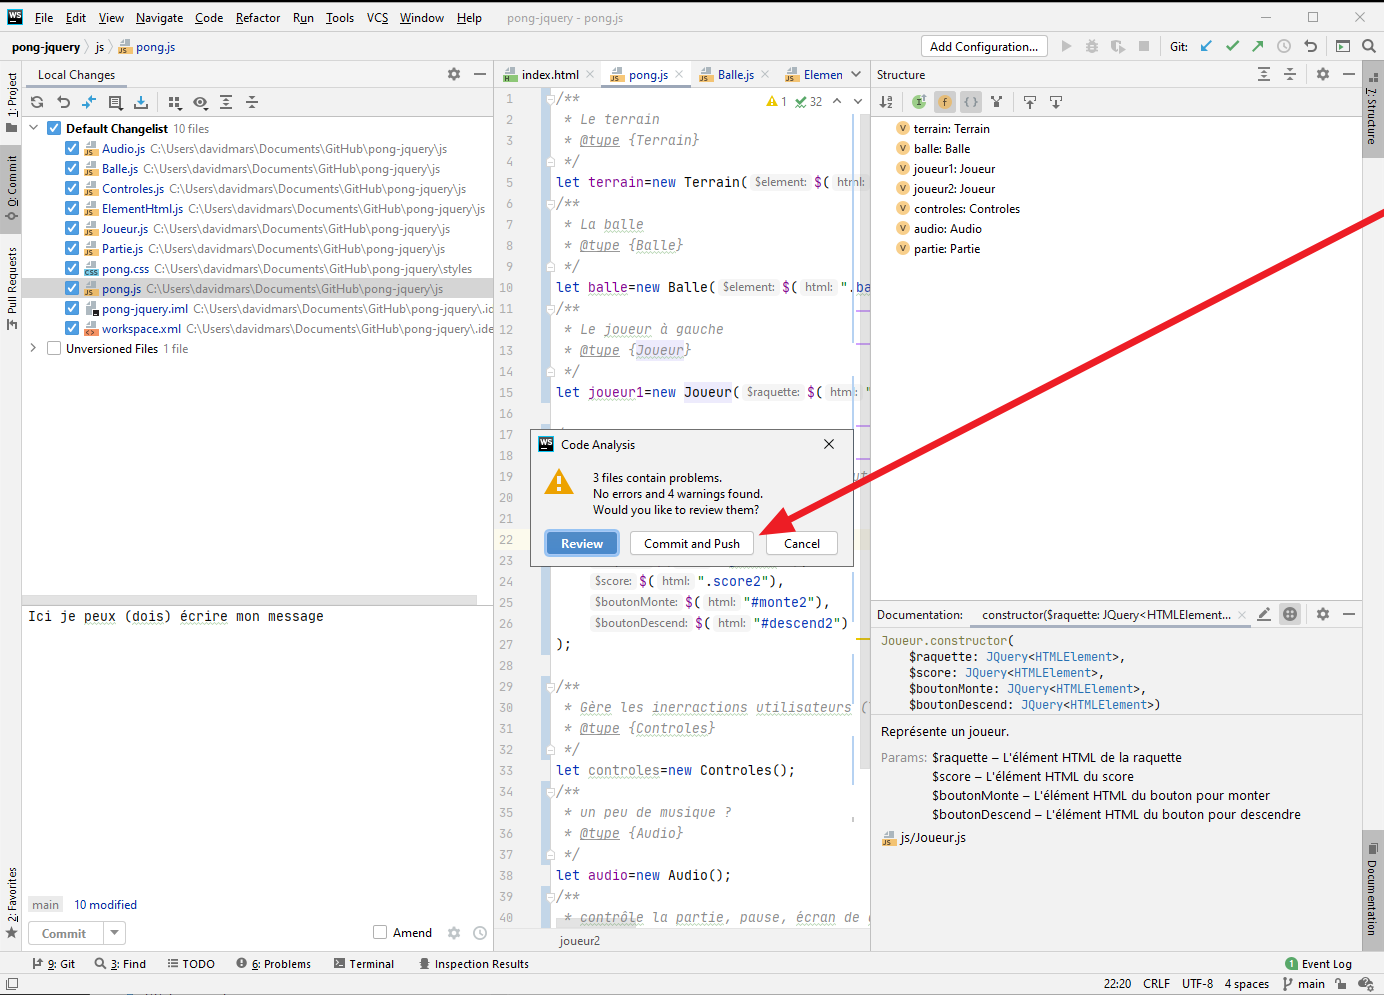 WS File Edit View Navigate Code Refactor Run Tools VCS Window Help pong-jquery - pong.js
pong-jquery js pong.js
Add Configuration...
Git:
1: Project
0: Commit
Pull Requests
2: Favorites
Local Changes
Default Changelist 10 files
Audio.js C:\Users\davidmars\Documents\GitHub\pong-jquery\js
Balle.js C:\Users\davidmars\Documents\GitHub\pong-jquery\js
Controles.js C:\Users\davidmars\Documents\GitHub\pong-jquery\js
ElementHtml.js C:\Users\davidmars\Documents\GitHub\pong-jquery\js
Joueur.js C:\Users\davidmars\Documents\GitHub\pong-jquery\js
Partie.js C:\Users\davidmars\Documents\GitHub\pong-jquery\js
pong.css C:\Users\davidmars\Documents\GitHub\pong-jquery\styles
pong.js C:\Users\davidmars\Documents\GitHub\pong-jquery\js
pong-jquery.iml C:\Users\davidmars\Documents\GitHub\pong-jquery\.id
workspace.xml C:\Users\davidmars\Documents\GitHub\pong-jquery\.ide
Unversioned Files 1 file
Ici je peux (dois) écrire mon message
main 10 modified
Commit
Amend
index.html pong.js Balle.js Elemen
1 32
1 /**
2 * Le terrain
3 * @type {Terrain}
4 */
5 let terrain=new Terrain( $element: $( html:
6 /**
7 * La balle
8 * @type {Balle}
9 */
10 let balle=new Balle( $element: $( html: ".ba
11 /**
12 * Le joueur à gauche
13 * @type {Joueur}
14 */
15 let joueur1=new Joueur( $raquette: $( html: "
16
17
18
19
20
21
22
23
24 $score: $( html: ".score2"),
25 $boutonMonte: $( html: "#monte2"),
26 $boutonDescend: $( html: "#descend2")
27 );
28
29 /**
30 * Gère les inerractions utilisateurs (
31 * @type {Controles}
32 */
33 let controles=new Controles();
34 /**
35 * un peu de musique ?
36 * @type {Audio}
37 */
38 let audio=new Audio();
39 /**
40 * contrôle la partie, pause, écran de
joueur2
WS Code Analysis
3 files contain problems.
No errors and 4 warnings found.
Would you like to review them?
Review Commit and Push Cancel
Structure
terrain: Terrain
balle: Balle
joueur1: Joueur
joueur2: Joueur
controles: Controles
audio: Audio
partie: Partie
Documentation: constructor($raquette: JQuery<HTMLElement...
Joueur.constructor(
$raquette: JQuery<HTMLElement>,
$score: JQuery<HTMLElement>,
$boutonMonte: JQuery<HTMLElement>,
$boutonDescend: JQuery<HTMLElement>)
Représente un joueur.
Params: $raquette – L'élément HTML de la raquette
$score – L'élément HTML du score
$boutonMonte – L'élément HTML du bouton pour monter
$boutonDescend – L'élément HTML du bouton pour descendre
js/Joueur.js
7: Structure
Documentation
9: Git 3: Find TODO 6: Problems Terminal Inspection Results 1 Event Log
22:20 CRLF UTF-8 4 spaces main